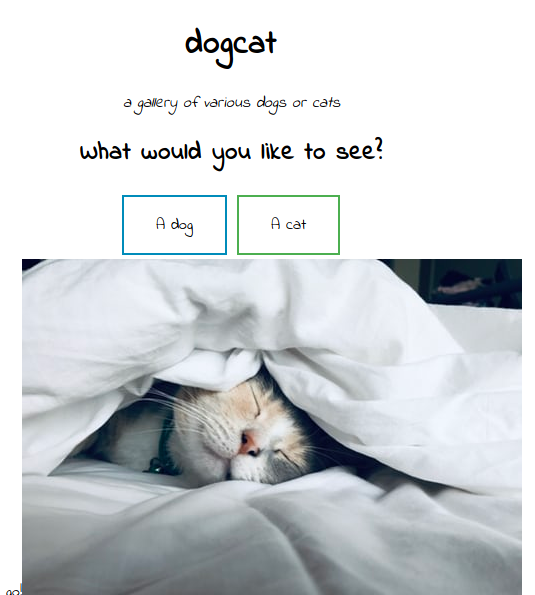 dogcat
a gallery of various dogs or cats
What would you like to see?
A dog
A cat